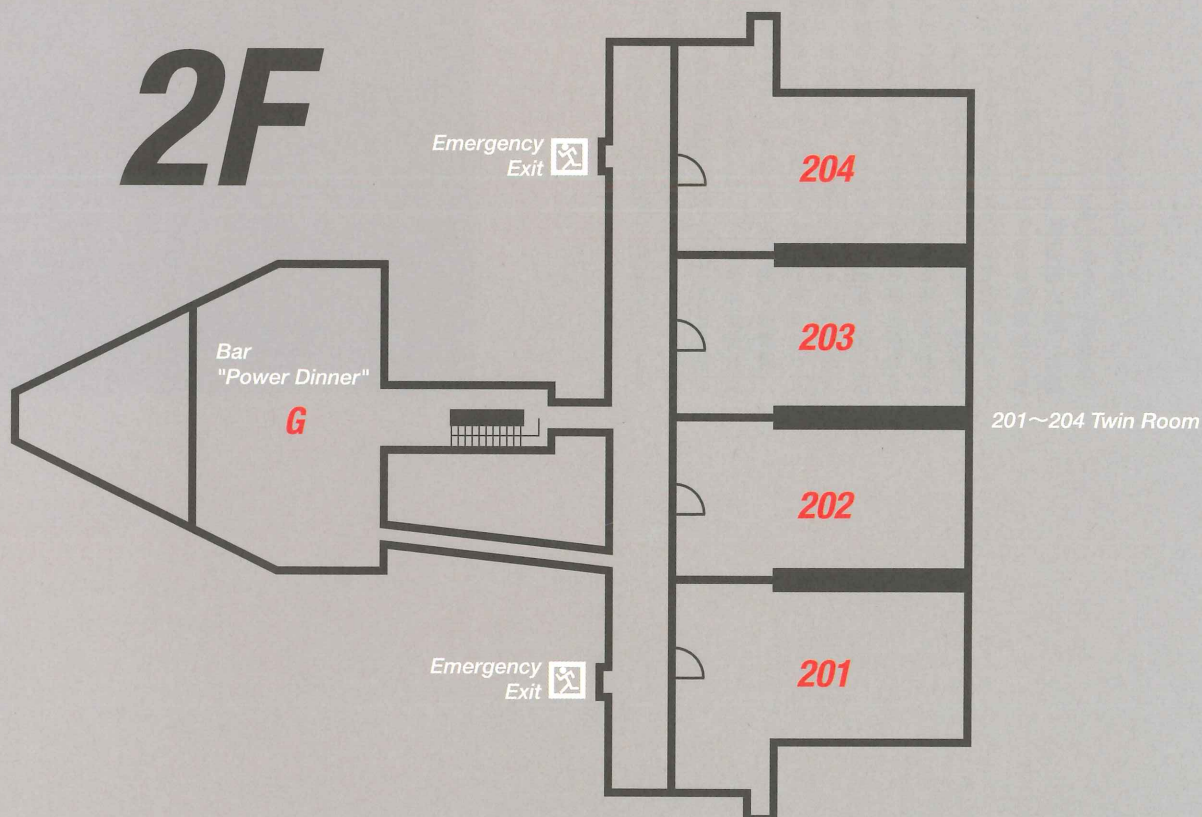 2F
Emergency
Exit
204
203
Bar
"Power Dinner"
G
201~204 Twin Room
202
Emergency
Exit
201